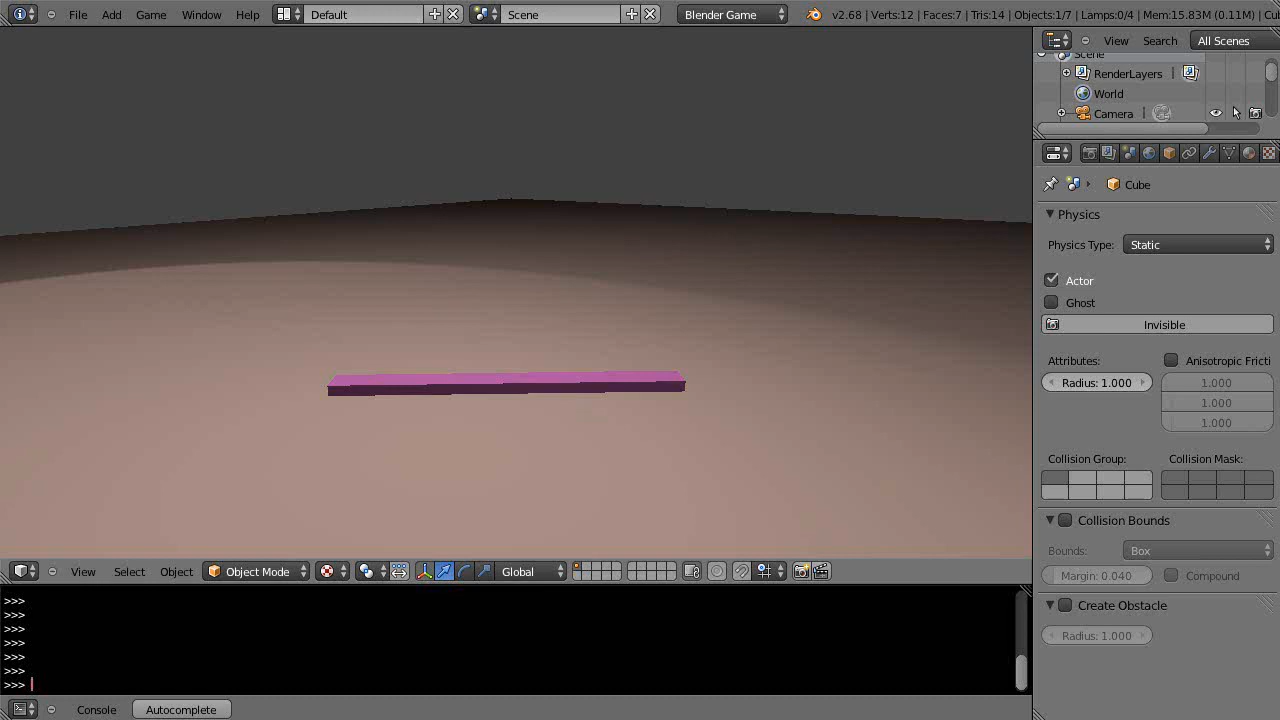 File Add Game Window Help Default Scene Blender Game v2.68 | Verts:12 | Faces:7 | Tris:14 | Objects:1/7 | Lamps:0/4 | Mem:15.83M (0.11M) |
View Search All Scenes
Scene
RenderLayers
World
Camera
Cube
Physics
Physics Type: Static
Actor
Ghost
Invisible
Attributes: Anisotropic Fricti
Radius: 1.000 1.000
1.000
1.000
Collision Group: Collision Mask:
Collision Bounds
Bounds: Box
Margin: 0.040 Compound
Create Obstacle
Radius: 1.000
View Select Object Object Mode Global
>>>
>>>
>>>
>>>
>>>
>>>
>>>
Console Autocomplete